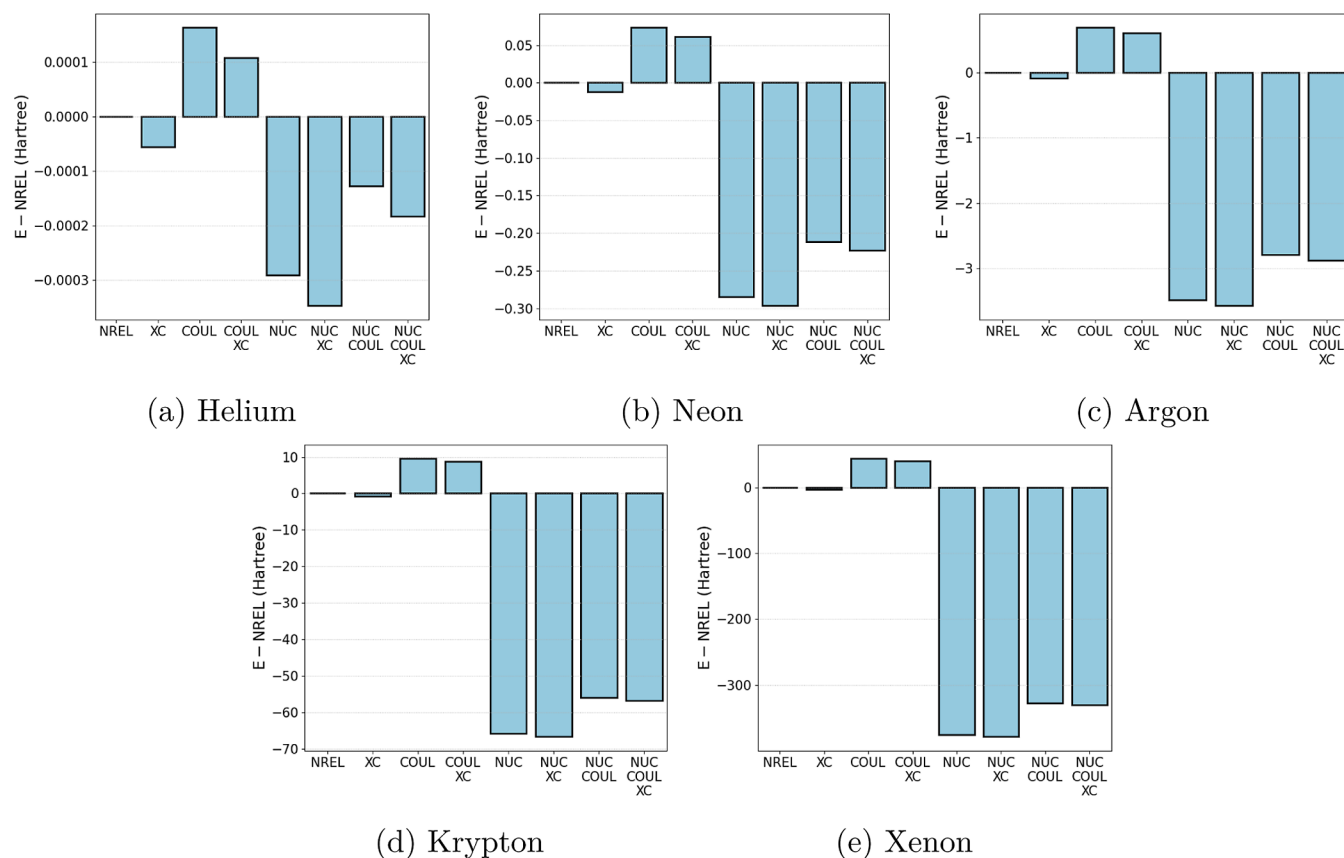 E − NREL (Hartree)
0.0001
0.0000
−0.0001
−0.0002
−0.0003
NREL XC COUL COUL NUC NUC NUC NUC
XC XC COUL COUL
XC
(a) Helium
E − NREL (Hartree)
0.05
0.00
−0.05
−0.10
−0.15
−0.20
−0.25
−0.30
NREL XC COUL COUL NUC NUC NUC NUC
XC XC COUL COUL
XC
(b) Neon
E − NREL (Hartree)
0
−1
−2
−3
NREL XC COUL COUL NUC NUC NUC NUC
XC XC COUL COUL
XC
(c) Argon
E − NREL (Hartree)
10
0
−10
−20
−30
−40
−50
−60
−70
NREL XC COUL COUL NUC NUC NUC NUC
XC XC COUL COUL
XC
(d) Krypton
E − NREL (Hartree)
0
−100
−200
−300
NREL XC COUL COUL NUC NUC NUC NUC
XC XC COUL COUL
XC
(e) Xenon